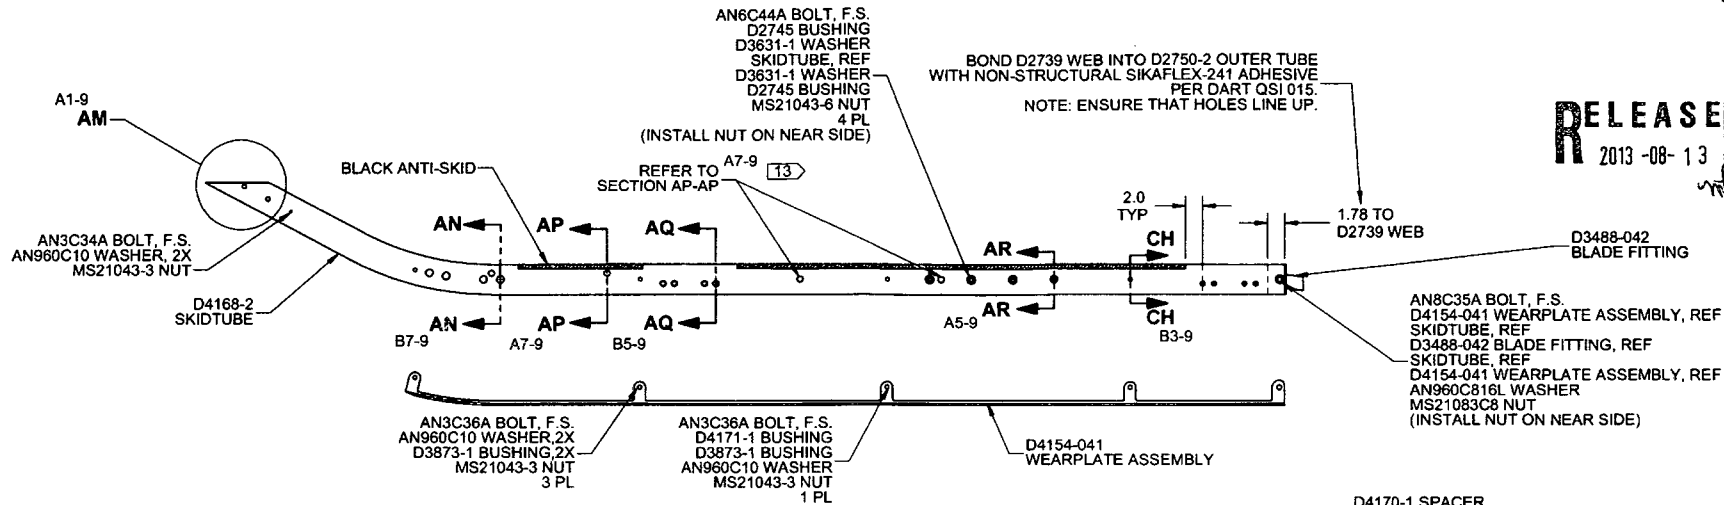 AN6C44A BOLT, F.S.
D2745 BUSHING
D3631-1 WASHER
SKIDTUBE, REF
D3631-1 WASHER
D2745 BUSHING
MS21043-6 NUT
4 PL
(INSTALL NUT ON NEAR SIDE)
BOND D2739 WEB INTO D2750-2 OUTER TUBE
WITH NON-STRUCTURAL SIKAFLEX-241 ADHESIVE
PER DART QSI 015.
NOTE: ENSURE THAT HOLES LINE UP.
RELEASE
2013-08-13
A1-9
AM
BLACK ANTI-SKID
REFER TO A7-9 13
SECTION AP-AP
2.0
TYP
1.78 TO
D2739 WEB
AN3C34A BOLT, F.S.
AN960C10 WASHER, 2X
MS21043-3 NUT
D4168-2
SKIDTUBE
AN
AP
AQ
AR
CH
D3488-042
BLADE FITTING
AN
AP
AQ
AR
CH
B7-9
A7-9
B5-9
A5-9
B3-9
AN8C35A BOLT, F.S.
D4154-041 WEARPLATE ASSEMBLY, REF
SKIDTUBE, REF
D3488-042 BLADE FITTING, REF
SKIDTUBE, REF
D4154-041 WEARPLATE ASSEMBLY, REF
AN960C816L WASHER
MS21083C8 NUT
(INSTALL NUT ON NEAR SIDE)
AN3C36A BOLT, F.S.
AN960C10 WASHER,2X
D3873-1 BUSHING,2X
MS21043-3 NUT
3 PL
AN3C36A BOLT, F.S.
D4171-1 BUSHING
D3873-1 BUSHING
AN960C10 WASHER
MS21043-3 NUT
1 PL
D4154-041
WEARPLATE ASSEMBLY
D4170-1 SPACER